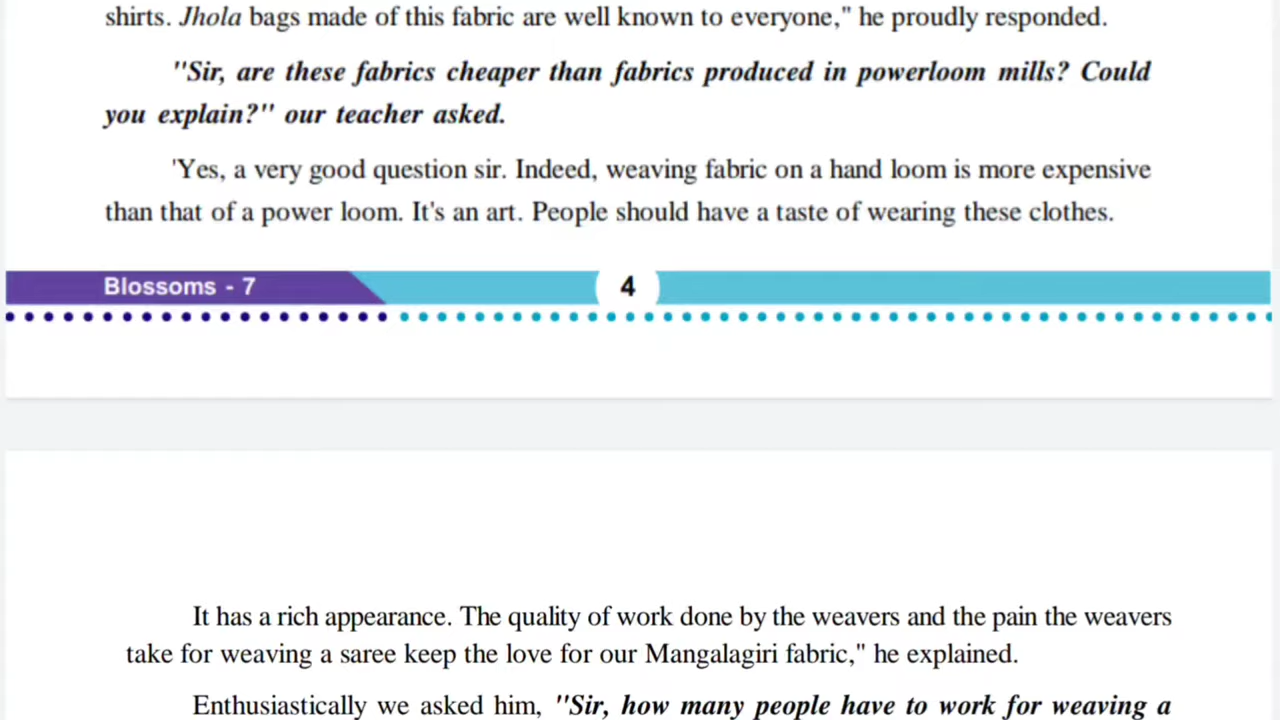 shirts. Jhola bags made of this fabric are well known to everyone," he proudly responded.
"Sir, are these fabrics cheaper than fabrics produced in powerloom mills? Could
you explain?" our teacher asked.
'Yes, a very good question sir. Indeed, weaving fabric on a hand loom is more expensive
than that of a power loom. It's an art. People should have a taste of wearing these clothes.
Blossoms - 7
4
It has a rich appearance. The quality of work done by the weavers and the pain the weavers
take for weaving a saree keep the love for our Mangalagiri fabric," he explained.
Enthusiastically we asked him, "Sir, how many people have to work for weaving a